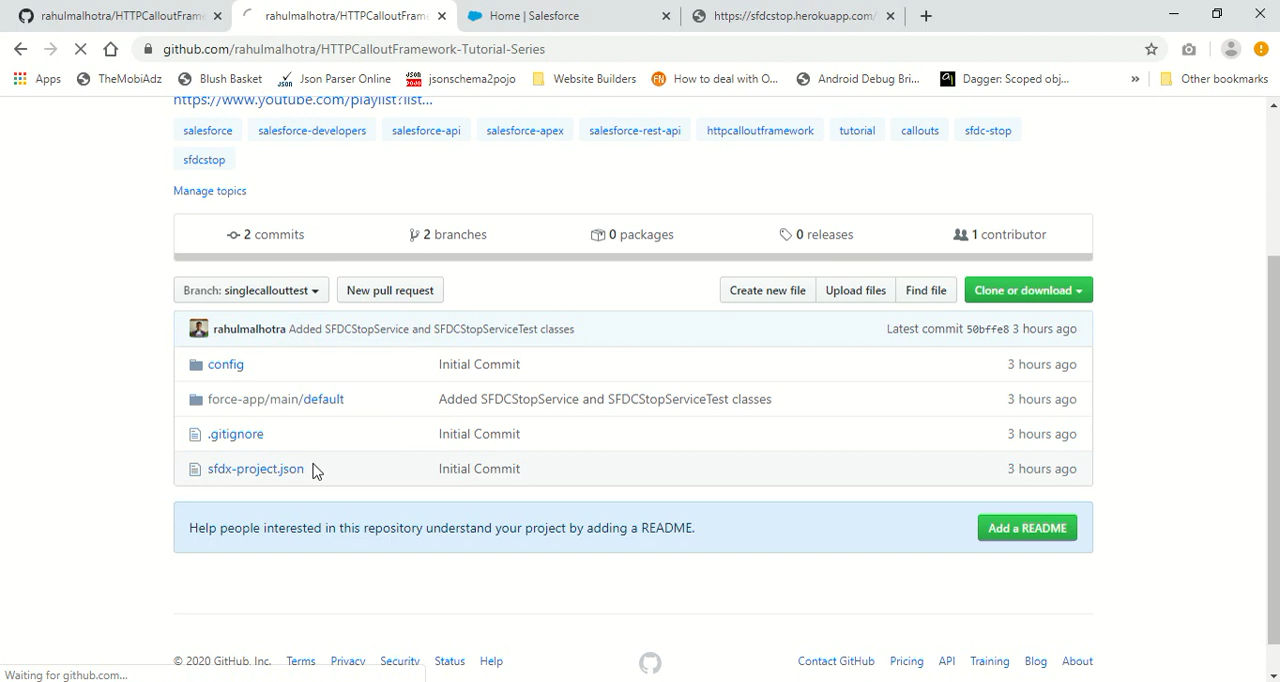 rahulmalhotra/HTTPCalloutFrame
rahulmalhotra/HTTPCalloutFrame
Home | Salesforce
https://sfdcstop.herokuapp.com/
github.com/rahulmalhotra/HTTPCalloutFramework-Tutorial-Series
Apps
TheMobiAdz
Blush Basket
Json Parser Online
jsonschema2pojo
Website Builders
How to deal with O...
Android Debug Bri...
Dagger: Scoped obj...
»
Other bookmarks
https://www.youtube.com/playlist?list...
salesforce salesforce-developers salesforce-api salesforce-apex salesforce-rest-api httpcalloutframework tutorial callouts sfdc-stop
sfdcstop
Manage topics
2 commits 2 branches 0 packages 0 releases 1 contributor
Branch: singlecallouttest New pull request Create new file Upload files Find file Clone or download
rahulmalhotra Added SFDCStopService and SFDCStopServiceTest classes Latest commit 50bffe8 3 hours ago
config Initial Commit 3 hours ago
force-app/main/default Added SFDCStopService and SFDCStopServiceTest classes 3 hours ago
.gitignore Initial Commit 3 hours ago
sfdx-project.json Initial Commit 3 hours ago
Help people interested in this repository understand your project by adding a README. Add a README
© 2020 GitHub, Inc. Terms Privacy Security Status Help Contact GitHub Pricing API Training Blog About
Waiting for github.com...